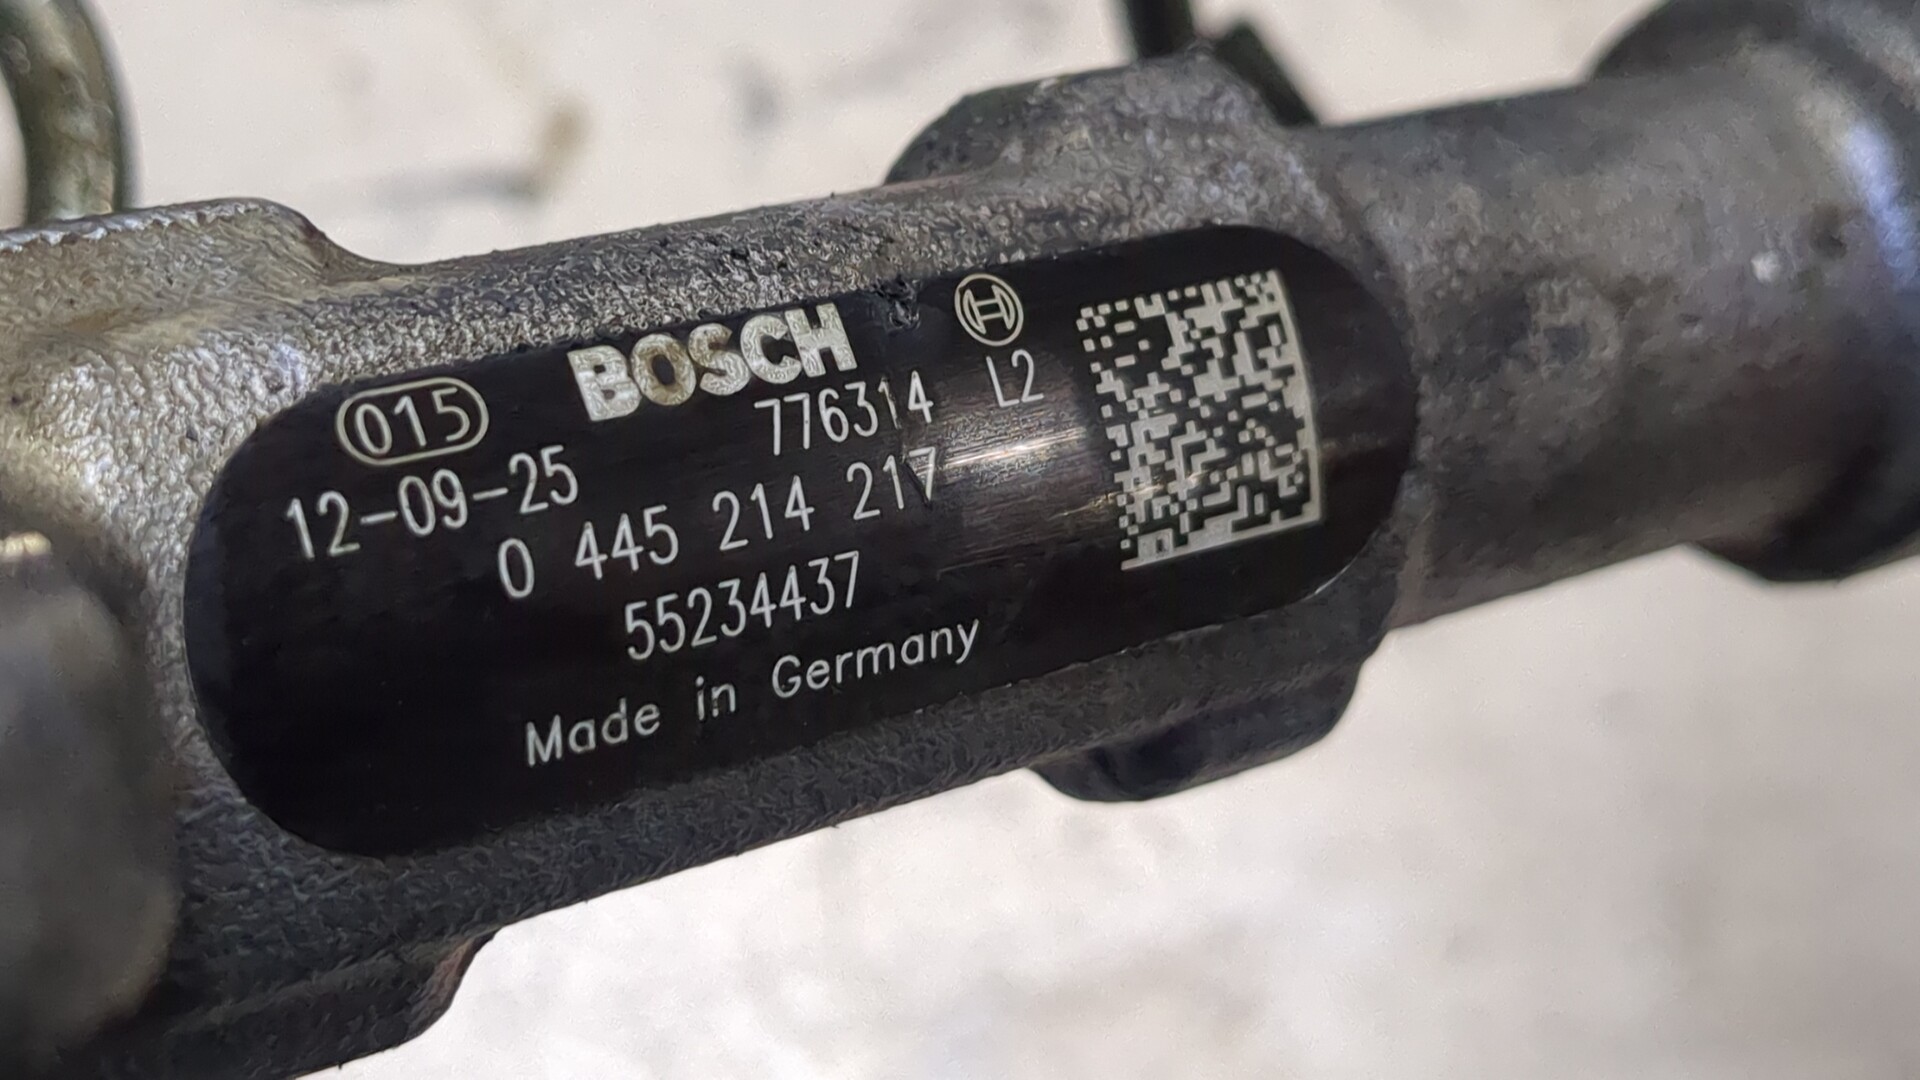 BOSCH
015
776314 L2
12-09-25
0 445 214 217
55234437
Made in Germany